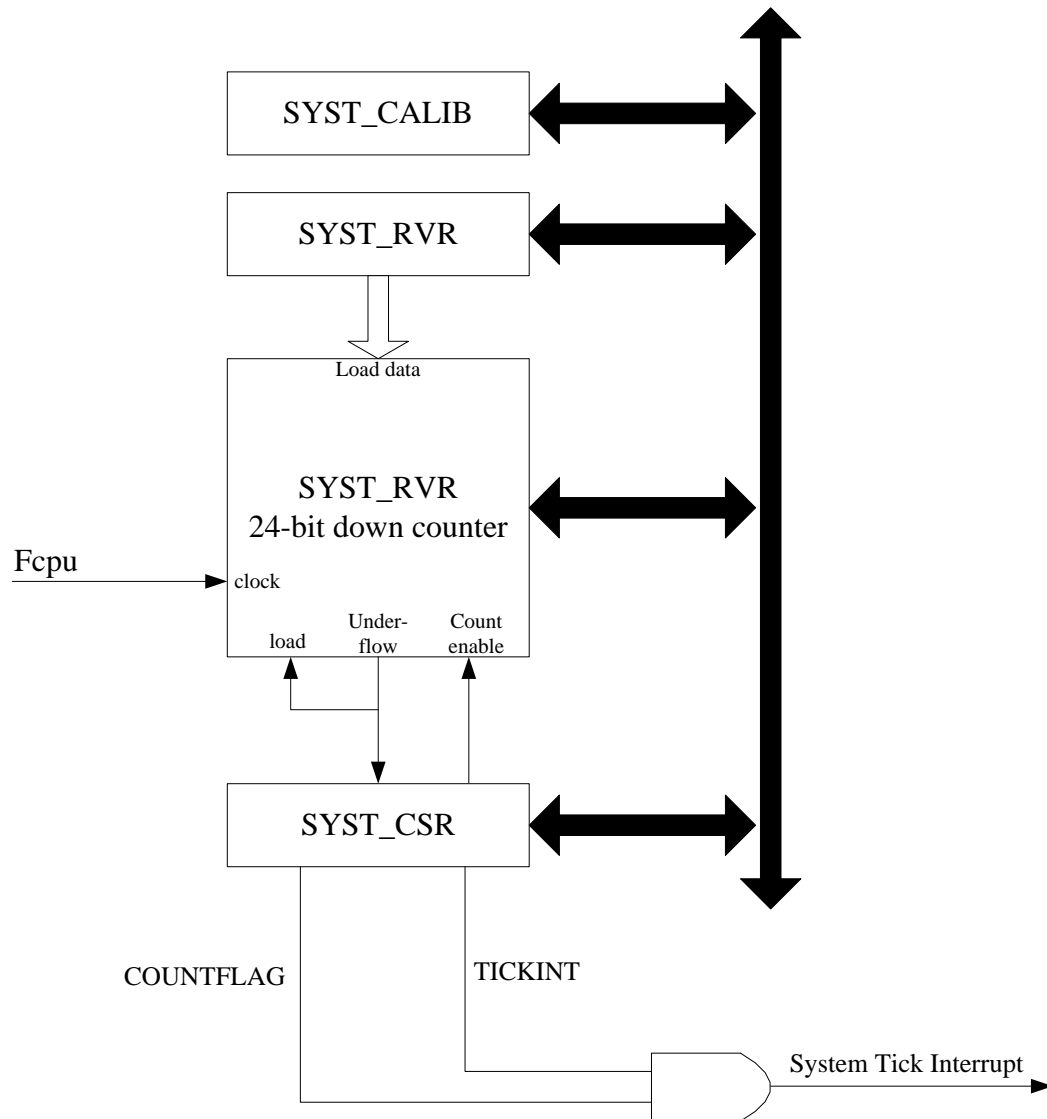 SYST_CALIB
SYST_RVR
Load data
SYST_RVR
24-bit down counter
Fcpu
clock
load
Under-
flow
Count
enable
SYST_CSR
COUNTFLAG
TICKINT
System Tick Interrupt